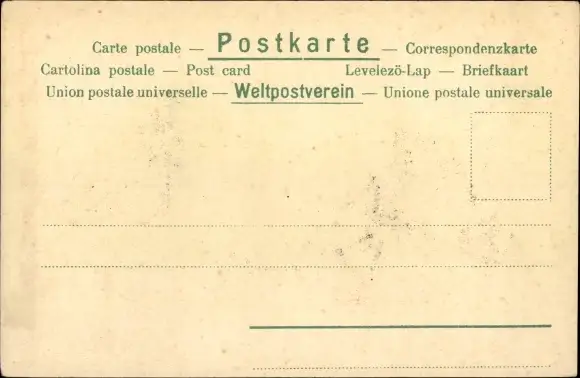 Carte postale — Postkarte — Correspondenzkarte
Cartolina postale — Post card Levelezö-Lap — Briefkaart
Union postale universelle — Weltpostverein — Unione postale universale